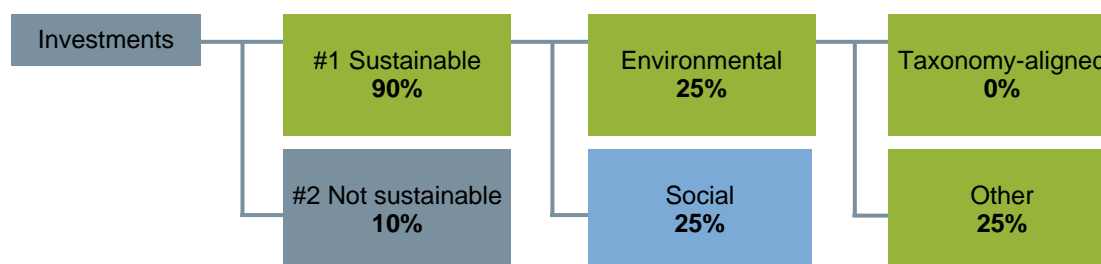 Investments
#1 Sustainable
90%
Environmental
25%
Taxonomy-aligned
0%
#2 Not sustainable
10%
Social
25%
Other
25%